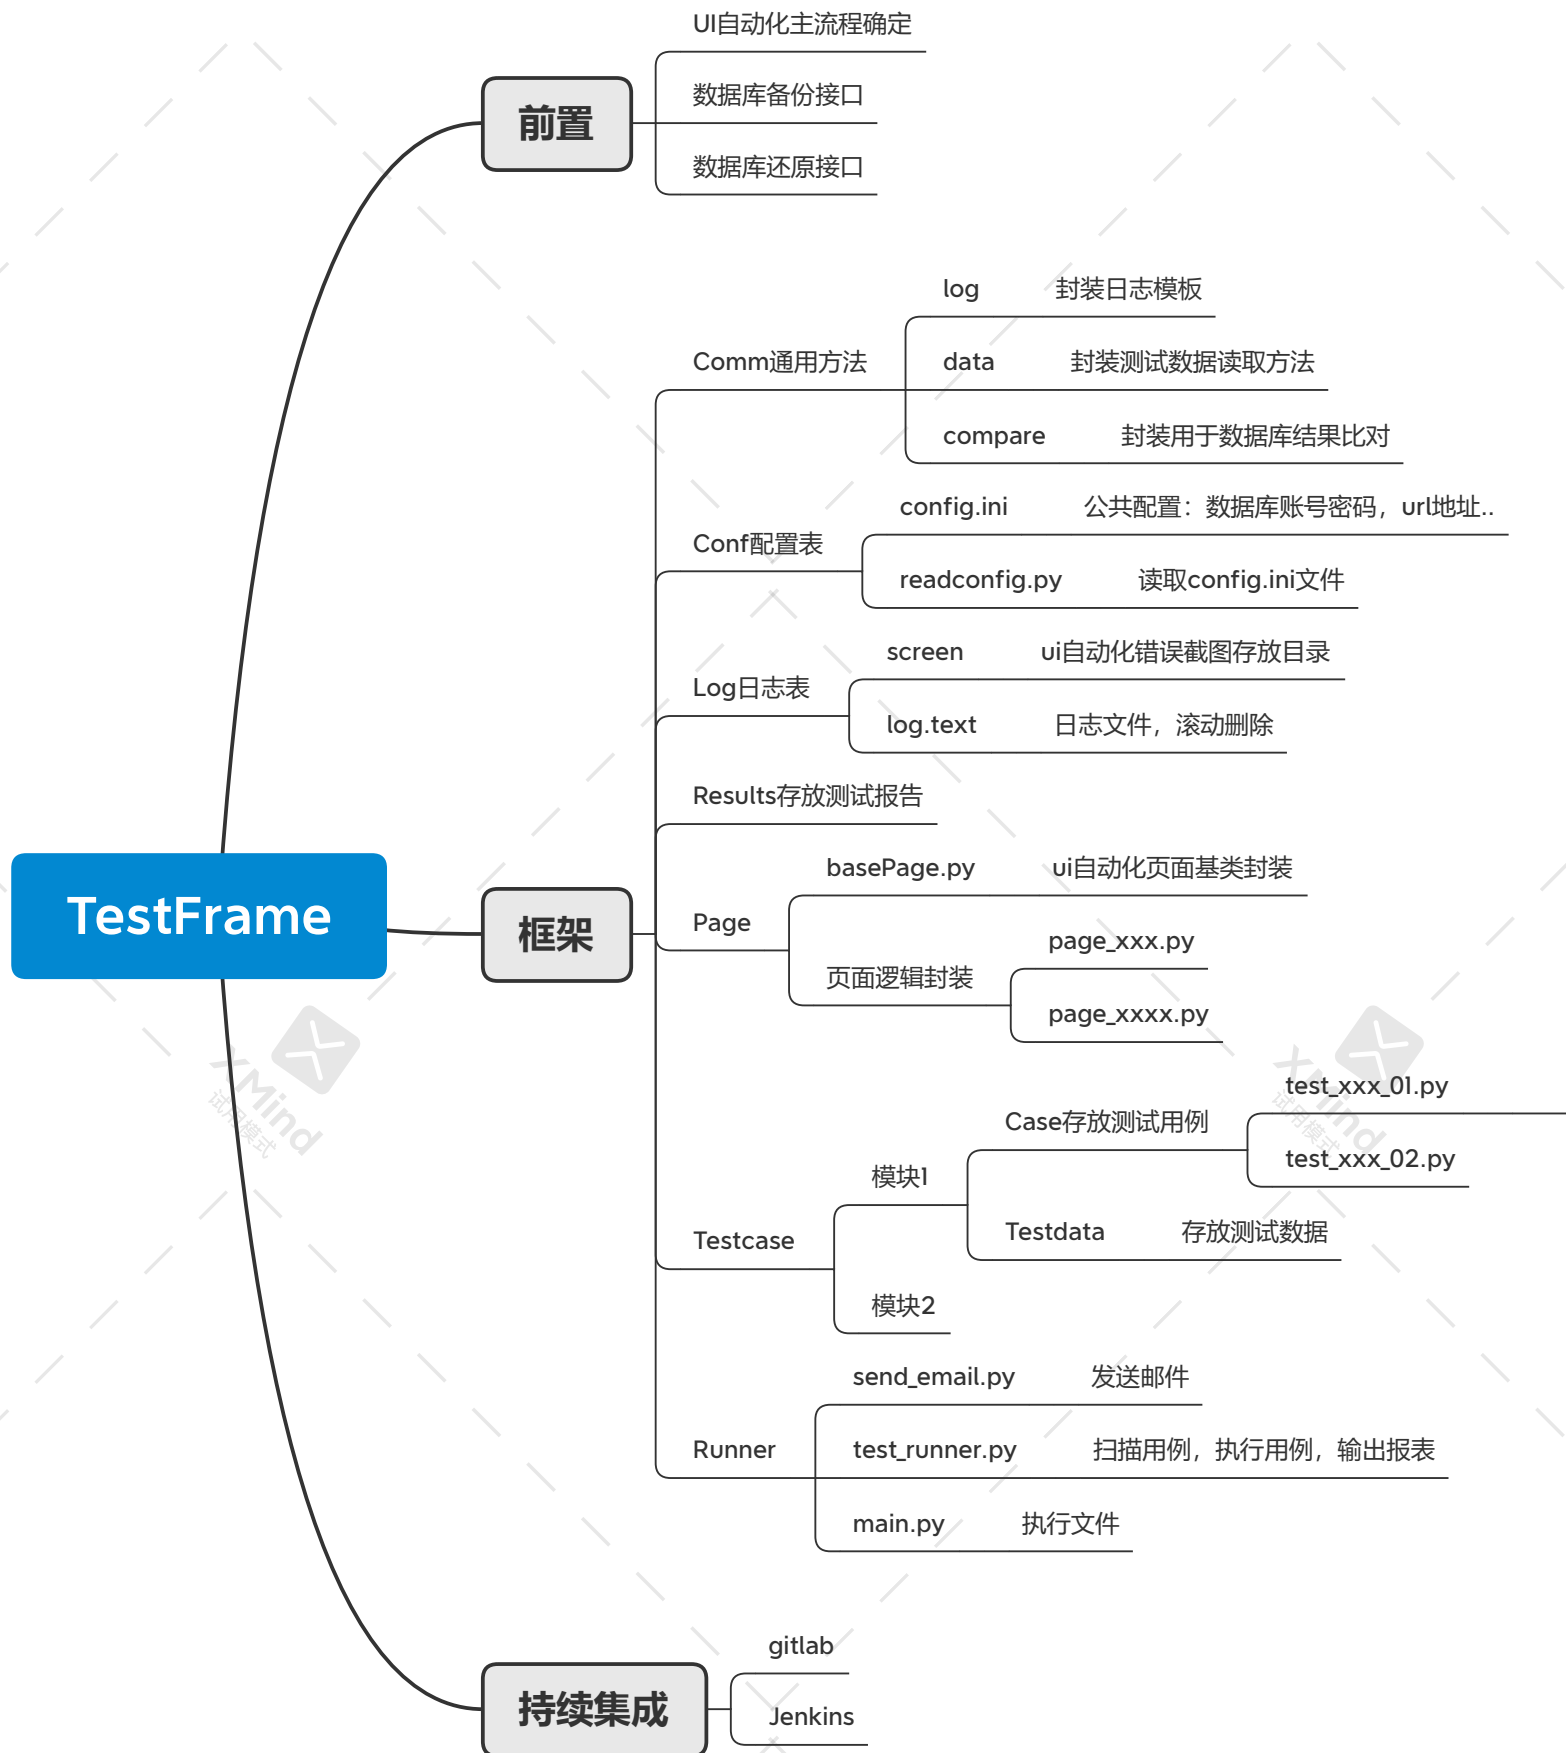 UI自动化主流程确定
数据库备份接口
前置
数据库还原接口
log 封装日志模板
Comm通用方法
data 封装测试数据读取方法
compare 封装用于数据库结果比对
config.ini 公共配置：数据库账号密码，url地址..
Conf配置表
readconfig.py 读取config.ini文件
screen ui自动化错误截图存放目录
Log日志表
log.text 日志文件，滚动删除
Results存放测试报告
basePage.py ui自动化页面基类封装
TestFrame
框架
Page
page_xxx.py
页面逻辑封装
page_xxxx.py
test_xxx_01.py
Case存放测试用例
test_xxx_02.py
模块1
Testdata 存放测试数据
Testcase
模块2
send_email.py 发送邮件
Runner
test_runner.py 扫描用例，执行用例，输出报表
main.py 执行文件
gitlab
持续集成
Jenkins
XMind
试用模式
XMind
试用模式